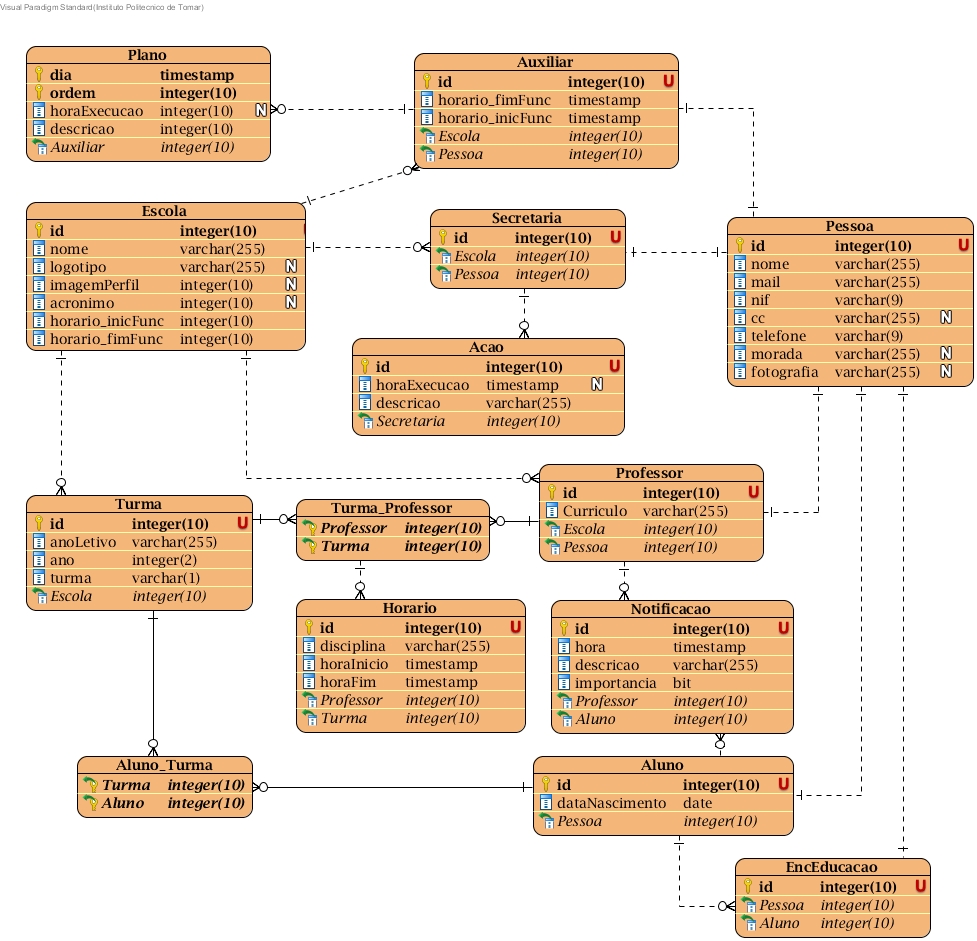 Visual Paradigm Standard(Instituto Politecnico de Tomar)
Plano
dia timestamp
ordem integer(10)
horaExecucao integer(10) N
descricao integer(10)
Auxiliar integer(10)
Auxiliar
id integer(10) U
horario_fimFunc timestamp
horario_inicFunc timestamp
Escola integer(10)
Pessoa integer(10)
Escola
id integer(10)
nome varchar(255)
logotipo varchar(255) N
imagemPerfil integer(10) N
acronimo integer(10) N
horario_inicFunc integer(10)
horario_fimFunc integer(10)
Secretaria
id integer(10) U
Escola integer(10)
Pessoa integer(10)
Pessoa
id integer(10) U
nome varchar(255)
mail varchar(255)
nif varchar(9)
cc varchar(255) N
telefone varchar(9)
morada varchar(255) N
fotografia varchar(255) N
Acao
id integer(10) U
horaExecucao timestamp N
descricao varchar(255)
Secretaria integer(10)
Turma
id integer(10) U
anoLetivo varchar(255)
ano integer(2)
turma varchar(1)
Escola integer(10)
Turma_Professor
Professor integer(10)
Turma integer(10)
Professor
id integer(10) U
Curriculo varchar(255)
Escola integer(10)
Pessoa integer(10)
Horario
id integer(10) U
disciplina varchar(255)
horaInicio timestamp
horaFim timestamp
Professor integer(10)
Turma integer(10)
Notificacao
id integer(10) U
hora timestamp
descricao varchar(255)
importancia bit
Professor integer(10)
Aluno integer(10)
Aluno_Turma
Turma integer(10)
Aluno integer(10)
Aluno
id integer(10) U
dataNascimento date
Pessoa integer(10)
EncEducacao
id integer(10) U
Pessoa integer(10)
Aluno integer(10)